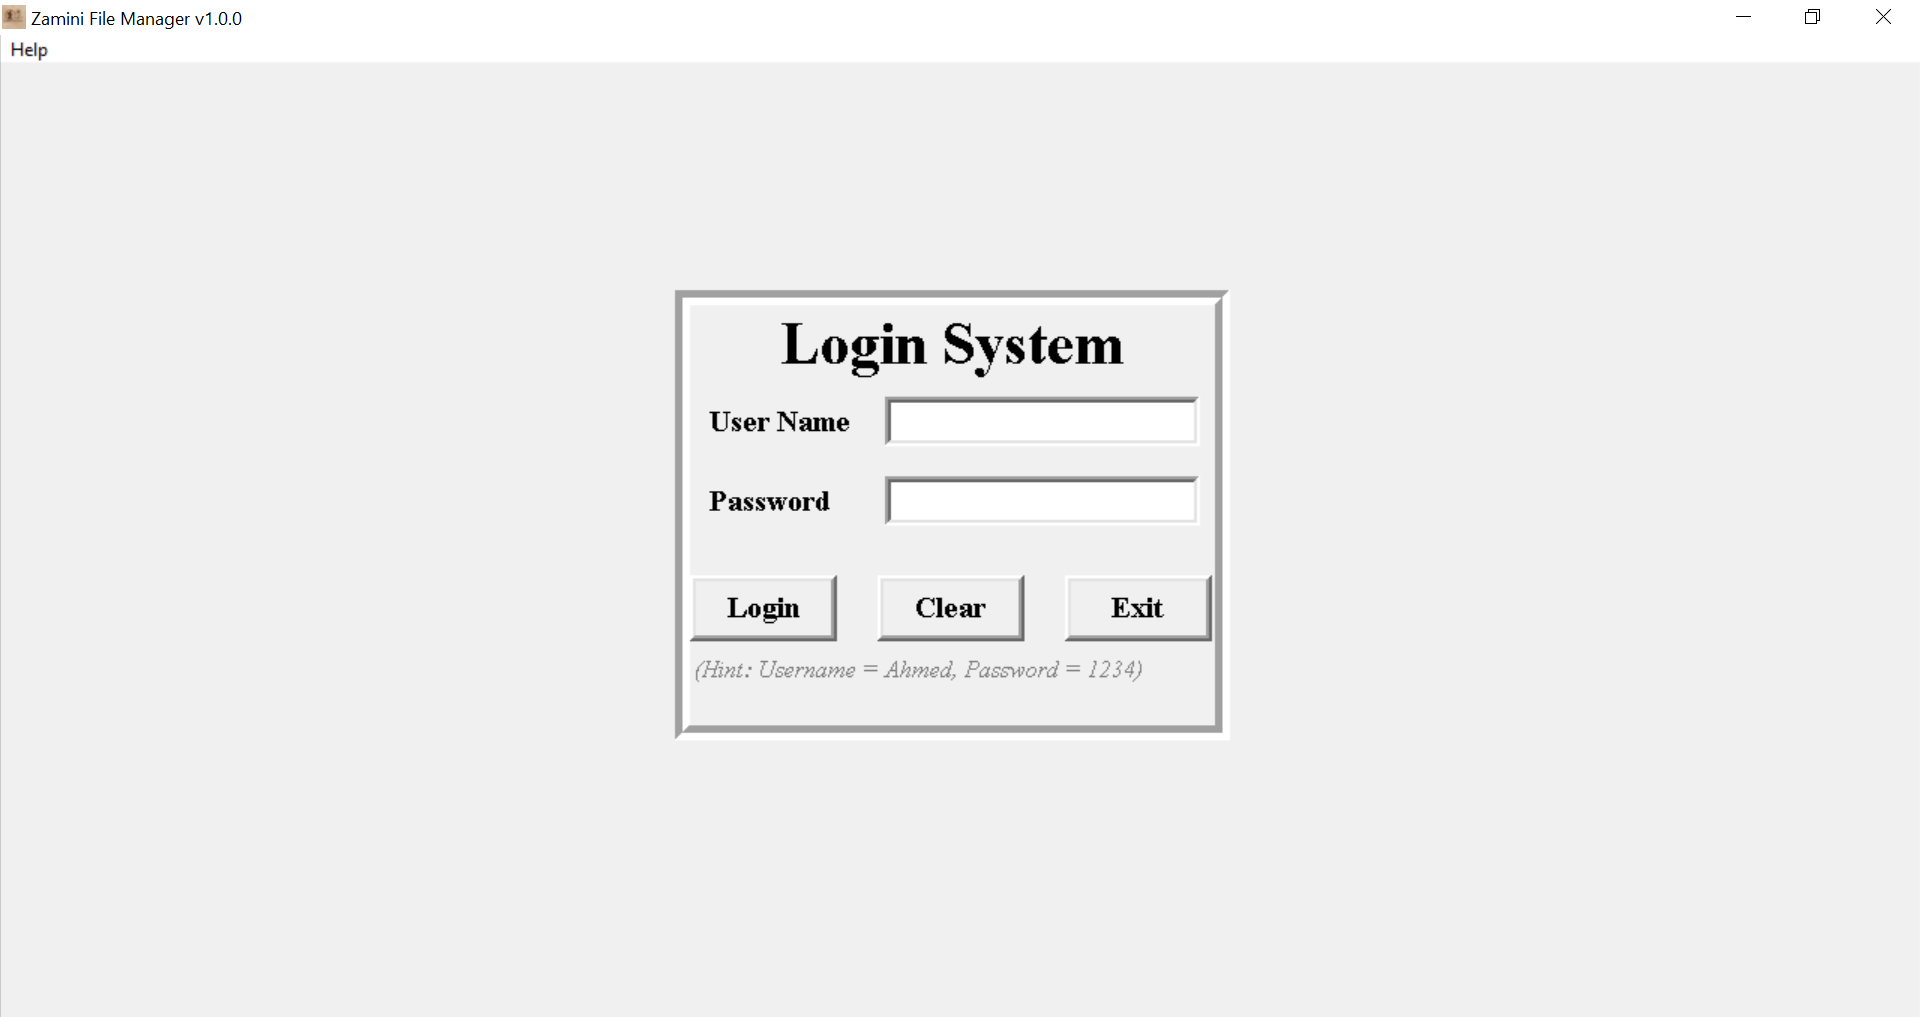 Zamini File Manager v1.0.0
Help
Login System
User Name
Password
Login Clear Exit
(Hint: Username = Ahmed, Password = 1234)